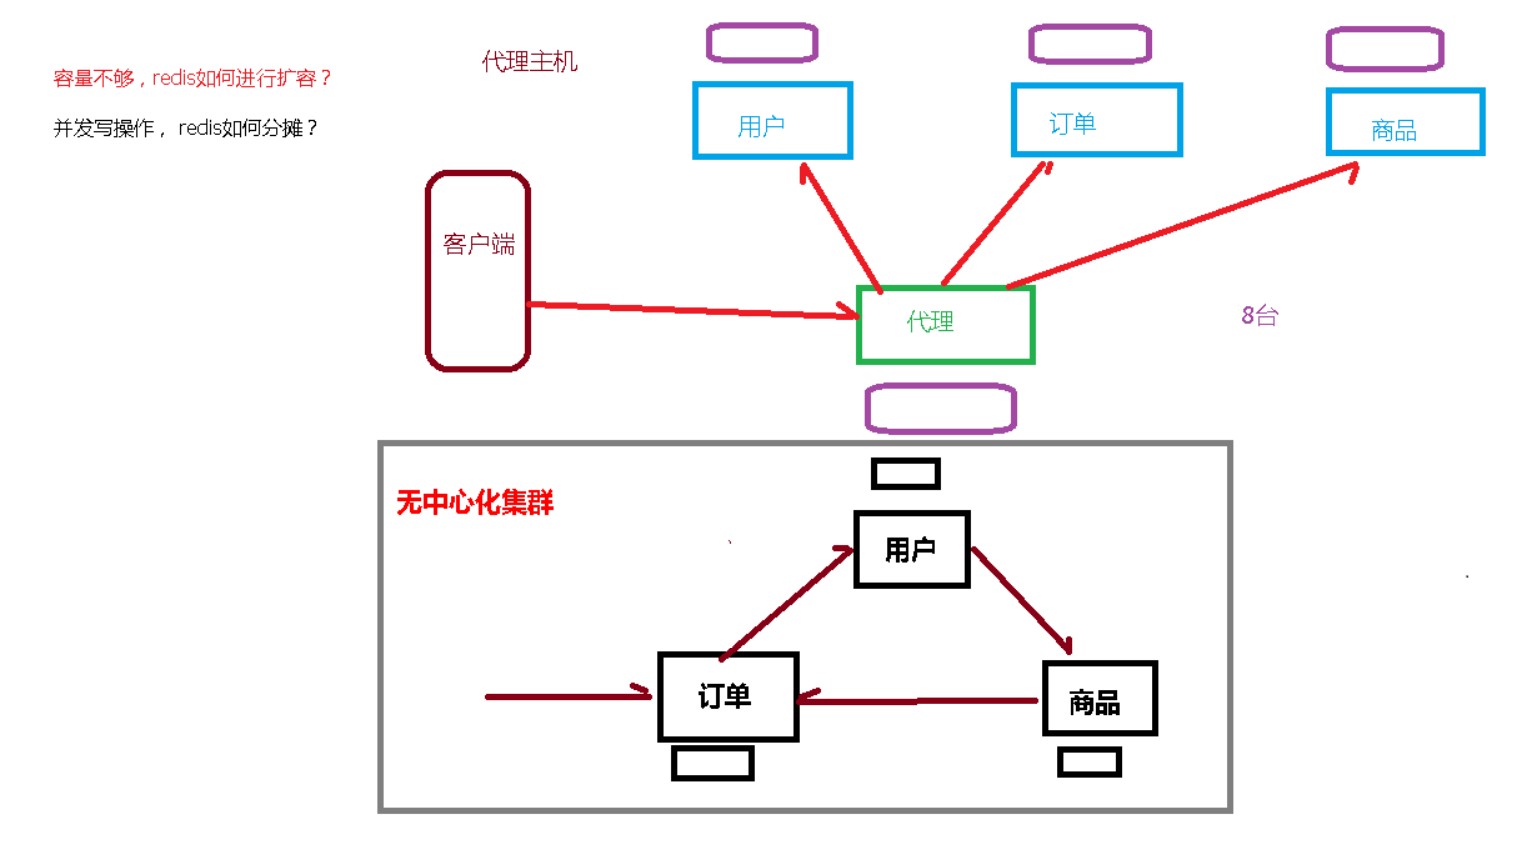 代理主机
容量不够，redis如何进行扩容？
并发写操作， redis如何分摊？
用户
订单
商品
客户端
代理
8台
无中心化集群
用户
订单
商品